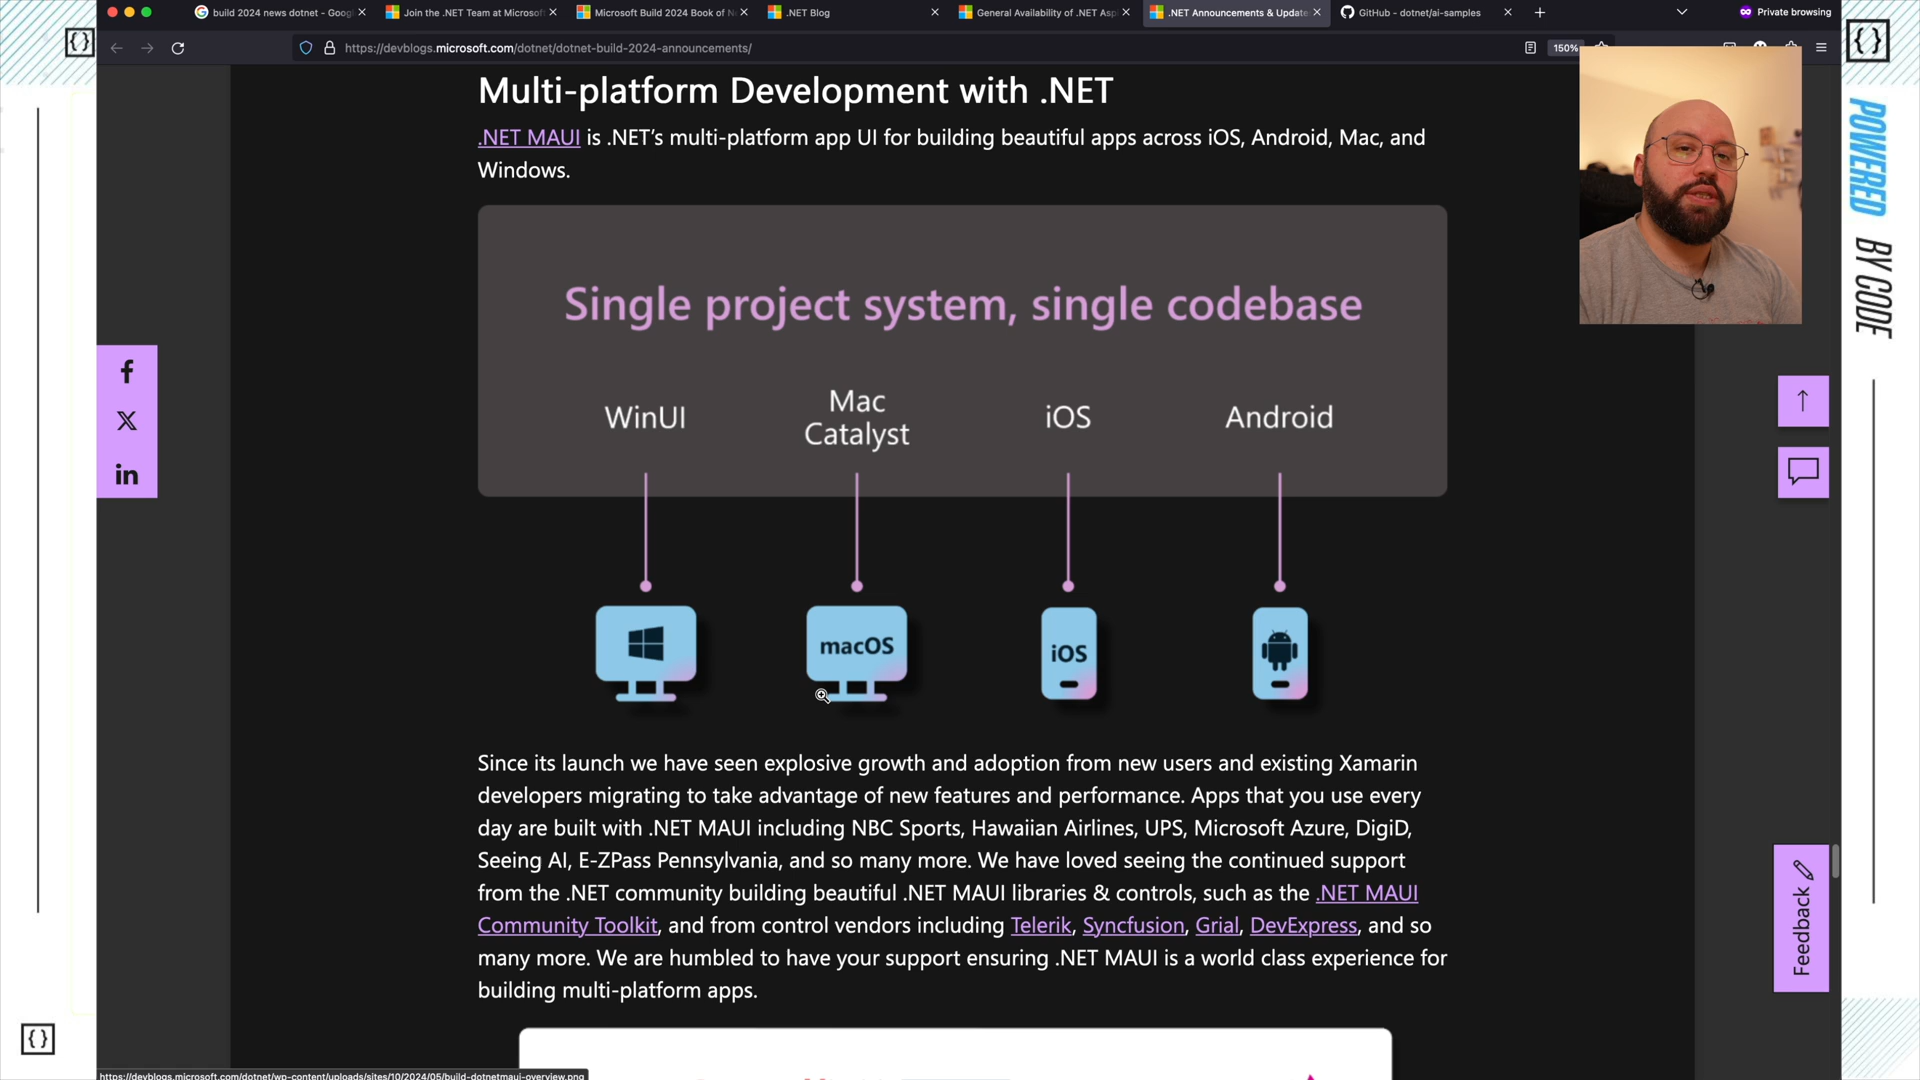 build 2024 news dotnet - Goog
Join the .NET Team at Microsof
Microsoft Build 2024 Book of N
.NET Blog
General Availability of .NET Asp
.NET Announcements & Update
GitHub - dotnet/ai-samples
Private browsing
https://devblogs.microsoft.com/dotnet/dotnet-build-2024-announcements/
150%
{}
{}
POWERED BY CODE
Multi-platform Development with .NET
.NET MAUI is .NET’s multi-platform app UI for building beautiful apps across iOS, Android, Mac, and
Windows.
Single project system, single codebase
WinUI
Mac
Catalyst
iOS
Android
macOS
iOS
Since its launch we have seen explosive growth and adoption from new users and existing Xamarin
developers migrating to take advantage of new features and performance. Apps that you use every
day are built with .NET MAUI including NBC Sports, Hawaiian Airlines, UPS, Microsoft Azure, DigiD,
Seeing AI, E-ZPass Pennsylvania, and so many more. We have loved seeing the continued support
from the .NET community building beautiful .NET MAUI libraries & controls, such as the .NET MAUI
Community Toolkit, and from control vendors including Telerik, Syncfusion, Grial, DevExpress, and so
many more. We are humbled to have your support ensuring .NET MAUI is a world class experience for
building multi-platform apps.
Feedback
{}
https://devblogs.microsoft.com/dotnet/wp-content/uploads/sites/10/2024/05/build-dotnetmaui-overview.png